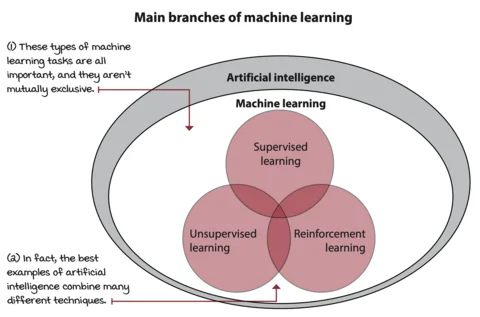 Main branches of machine learning
(1) These types of machine
learning tasks are all
important, and they aren't
mutually exclusive.
Artificial intelligence
Machine learning
Supervised
learning
Unsupervised
learning
Reinforcement
learning
(2) In fact, the best
examples of artificial
intelligence combine many
different techniques.